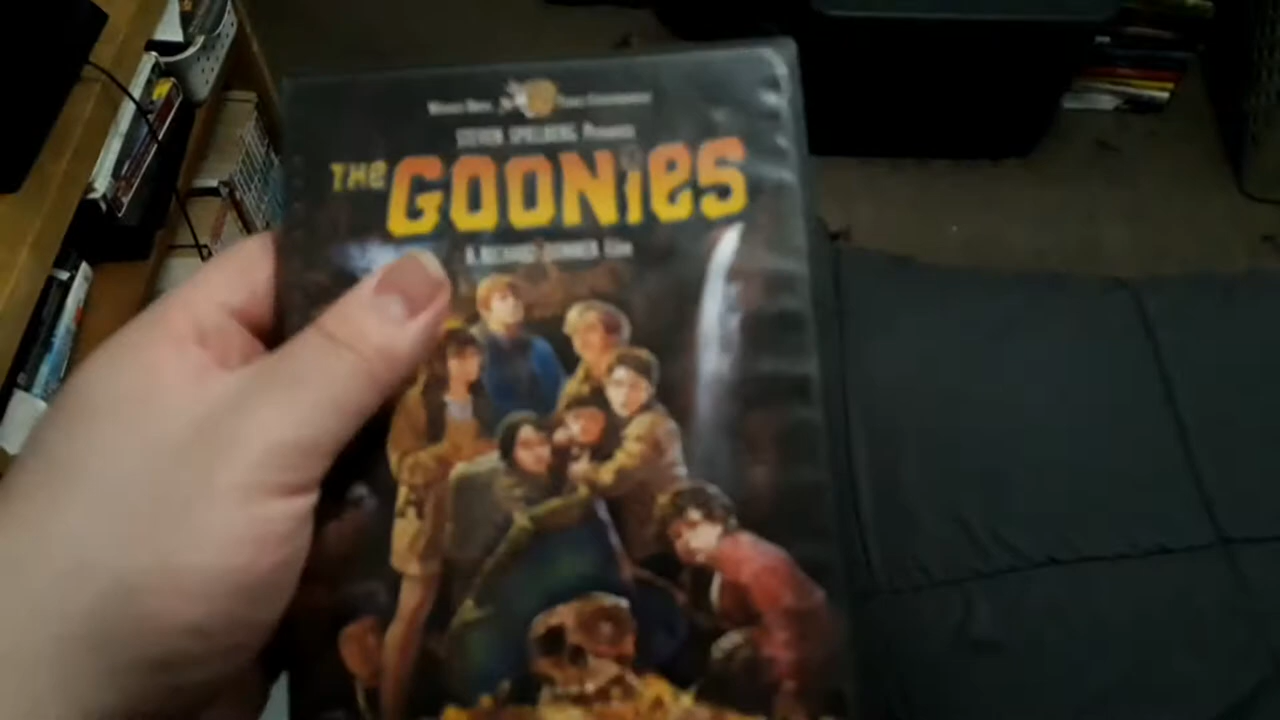 STEVEN SPIELBERG Presents
THE GOONiES
A RICHARD DONNER Film